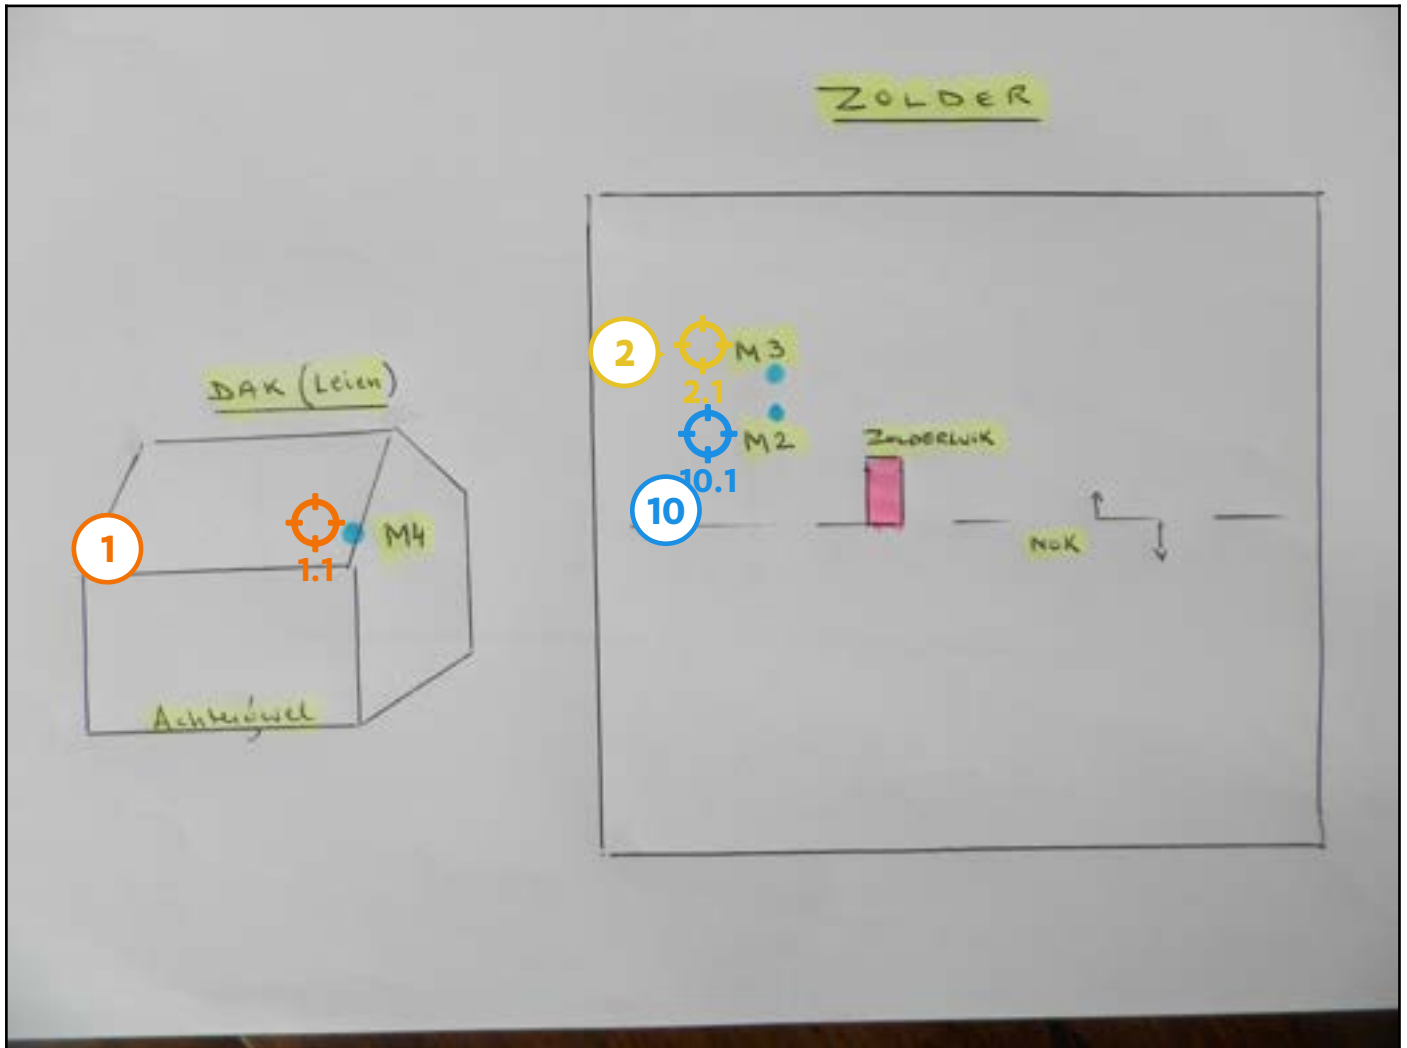 ZOLDER
DAK (Leien)
1
1.1
M4
Achtergevel
2
M3
2.1
M2
10.1
10
ZOLDERLUIK
NOK